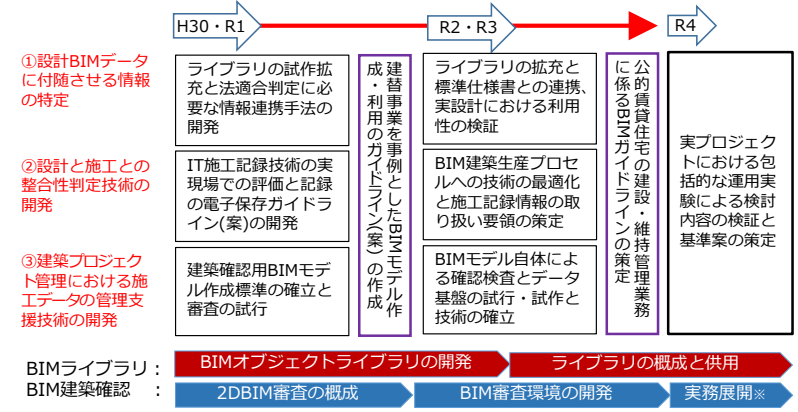 H30・R1
R2・R3
R4
①設計BIMデータ
に付随させる情報
の特定
ライブラリの試作拡
充と法適合判定に必
要な情報連携手法の
開発
建替事業を事例としたBIMモデル作
成・利用のガイドライン(案)の作成
ライブラリの拡充と
標準仕様書との連携、
実設計における利用
性の検証
公的賃貸住宅の建設・維持管理業務
に係るBIMガイドラインの策定
実プロジェク
トにおける包
括的な運用実
験による検討
内容の検証と
基準案の策定
②設計と施工との
整合性判定技術の
開発
IT施工記録技術の実
現場での評価と記録
の電子保存ガイドラ
イン(案)の開発
BIM建築生産プロセ
ルへの技術の最適化
と施工記録情報の取
り扱い要領の策定
③建築プロジェク
ト管理における施
工データの管理支
援技術の開発
建築確認用BIMモデ
ル作成標準の確立と
審査の試行
BIMモデル自体によ
る確認検査とデータ
基盤の試行・試作と
技術の確立
BIMライブラリ：
BIMオブジェクトライブラリの開発
ライブラリの概成と供用
BIM建築確認　：
2DBIM審査の概成
BIM審査環境の開発
実務展開※